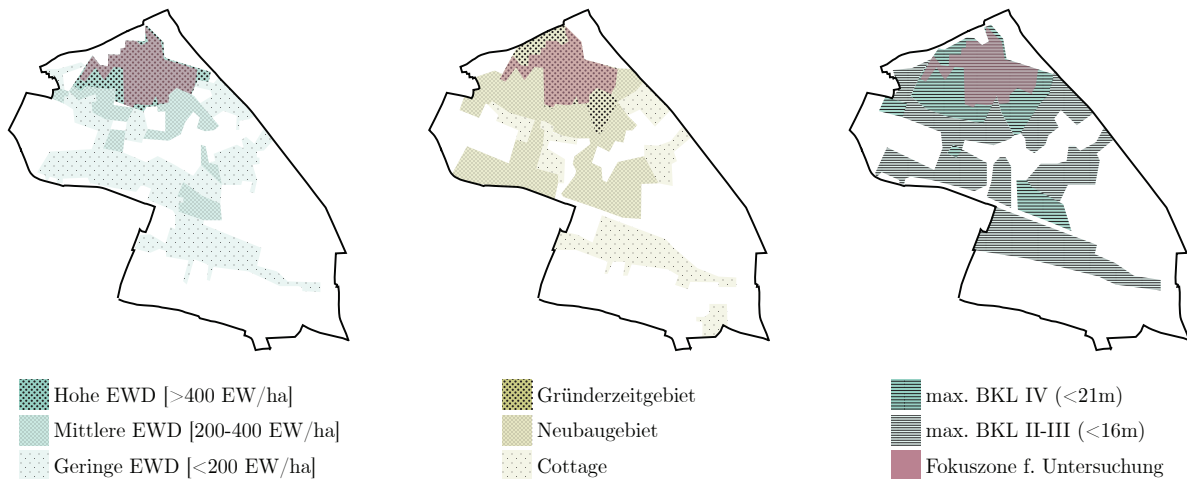 Hohe EWD [>400 EW/ha]
Mittlere EWD [200-400 EW/ha]
Geringe EWD [<200 EW/ha]
Gründerzeitgebiet
Neubaugebiet
Cottage
max. BKL IV (<21m)
max. BKL II-III (<16m)
Fokuszone f. Untersuchung